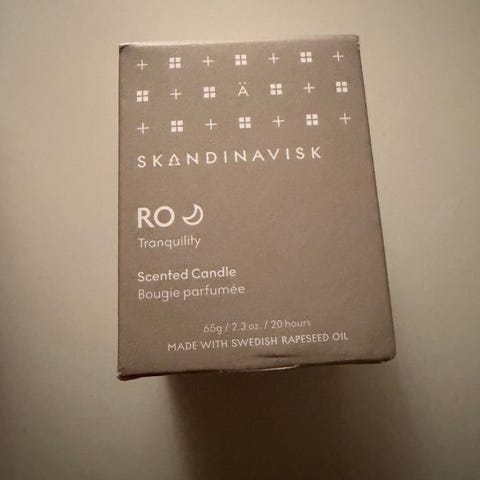 Ä
SKANDINAVISK
RO
Tranquility
Scented Candle
Bougie parfumée
65g / 2.3 oz. / 20 hours
MADE WITH SWEDISH RAPESEED OIL